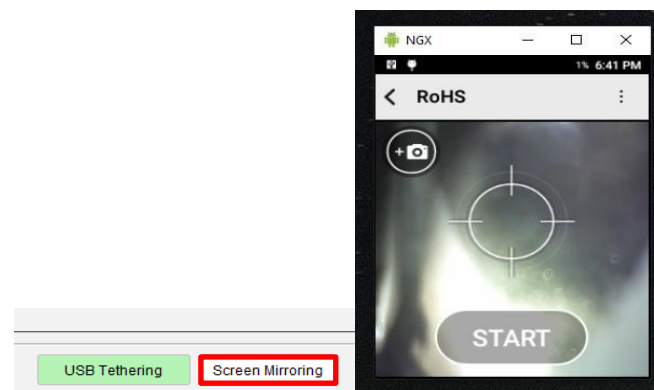 NGX
1% 6:41 PM
RoHS
START
USB Tethering
Screen Mirroring